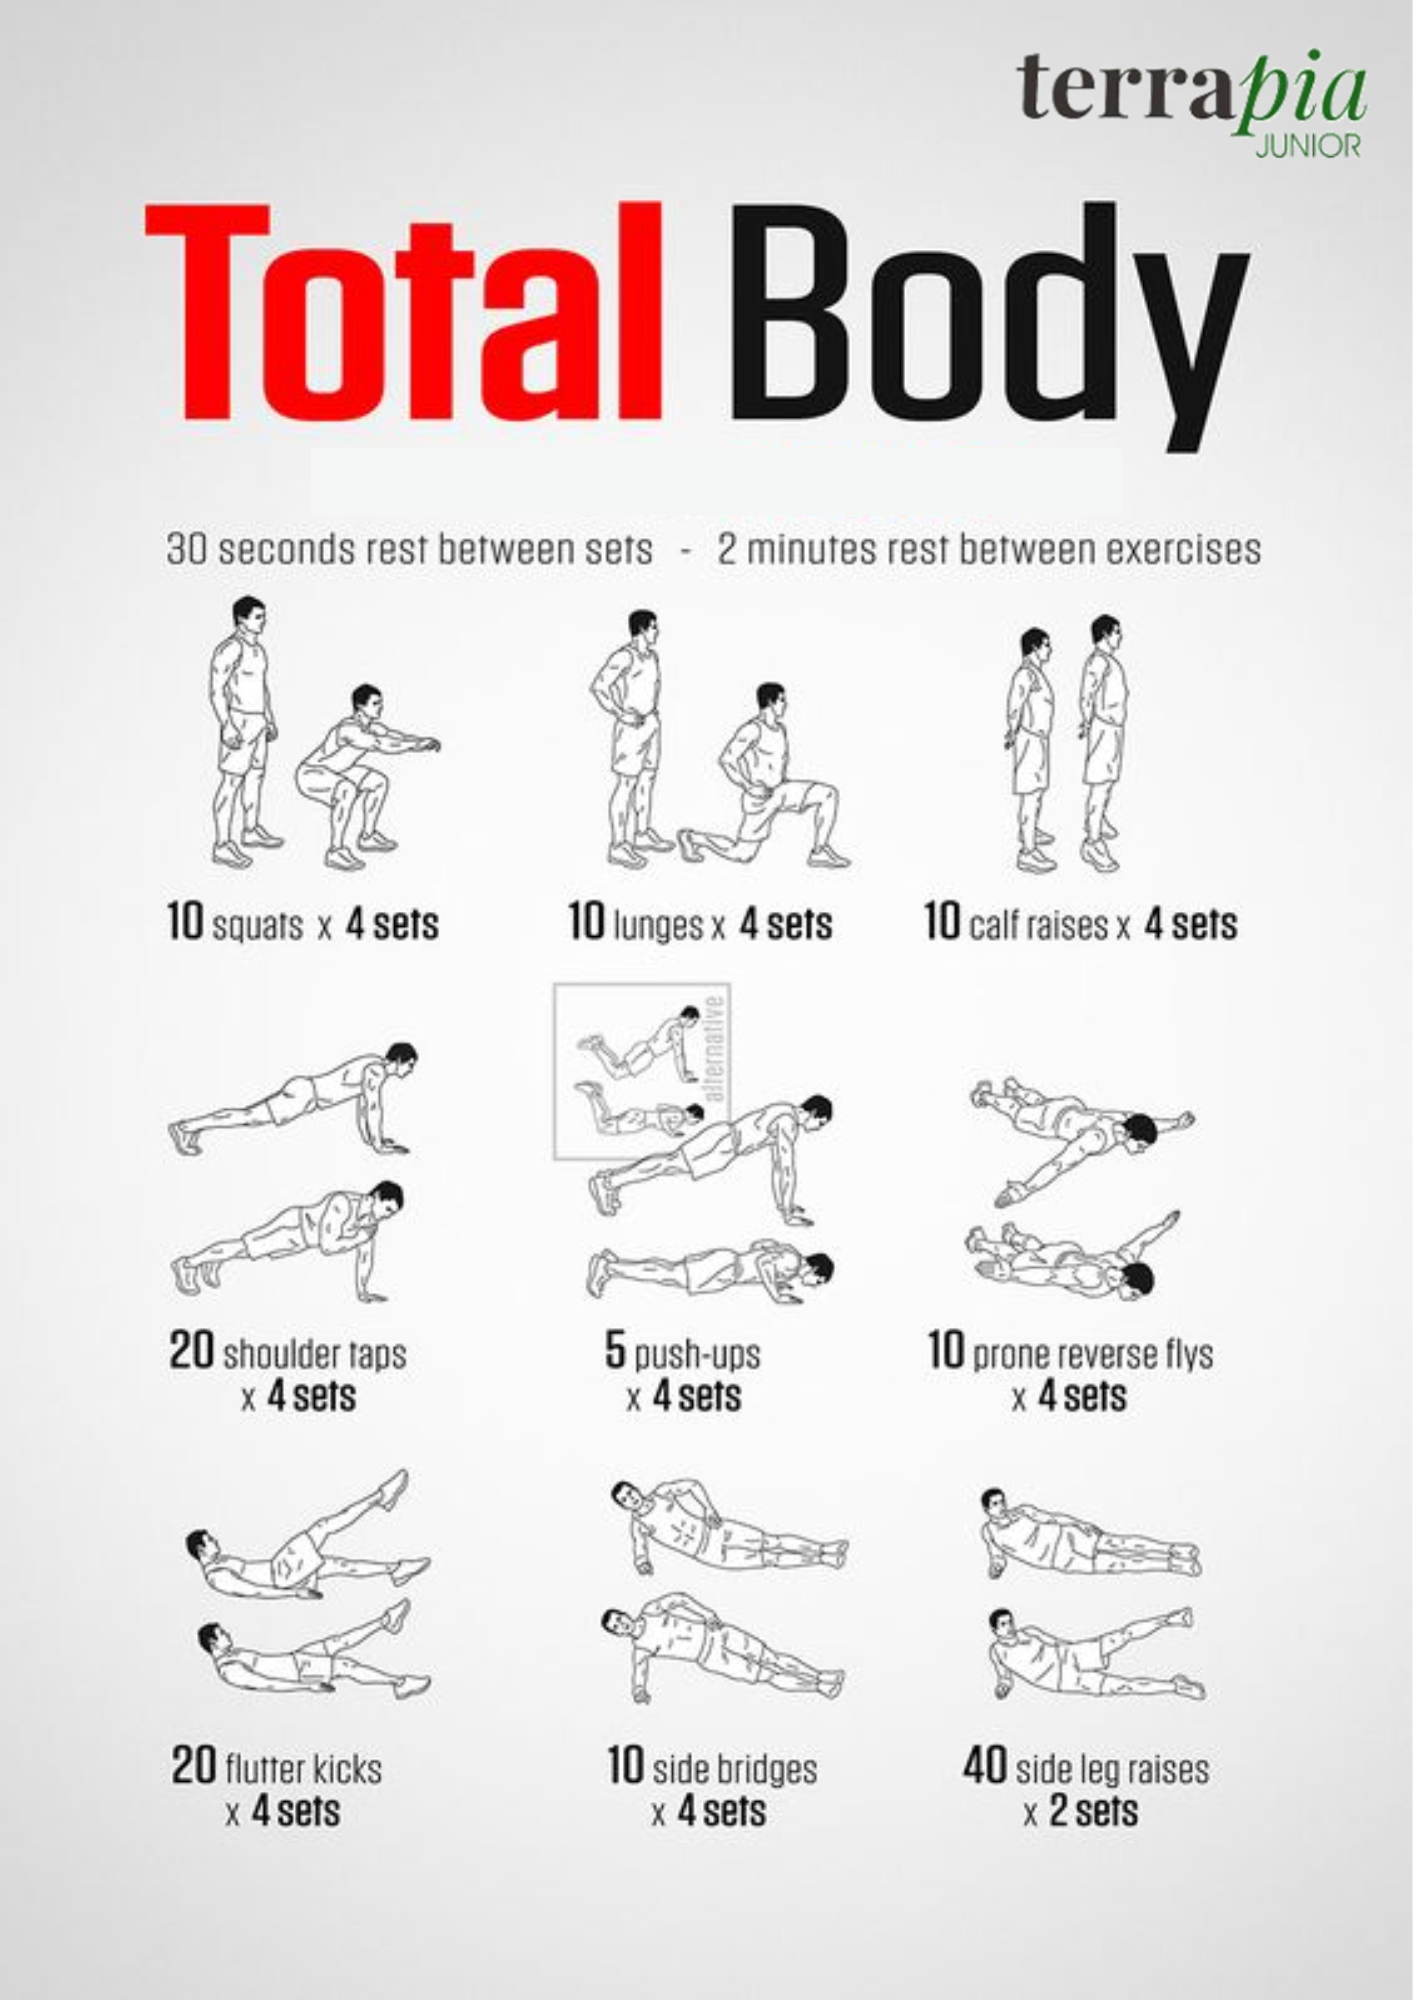 terrapia
JUNIOR
Total Body
30 seconds rest between sets - 2 minutes rest between exercises
10 squats x 4 sets
10 lunges x 4 sets
10 calf raises x 4 sets
alternative
20 shoulder taps
x 4 sets
5 push-ups
x 4 sets
10 prone reverse flys
x 4 sets
20 flutter kicks
x 4 sets
10 side bridges
x 4 sets
40 side leg raises
x 2 sets